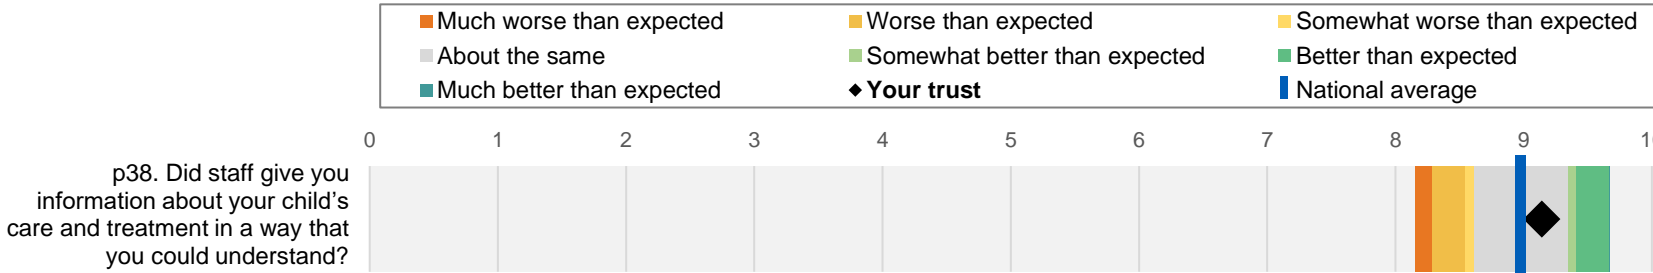 Much worse than expected Worse than expected Somewhat worse than expected
About the same Somewhat better than expected Better than expected
Much better than expected Your trust National average
0 1 2 3 4 5 6 7 8 9
p38. Did staff give you
information about your child’s
care and treatment in a way that
you could understand?